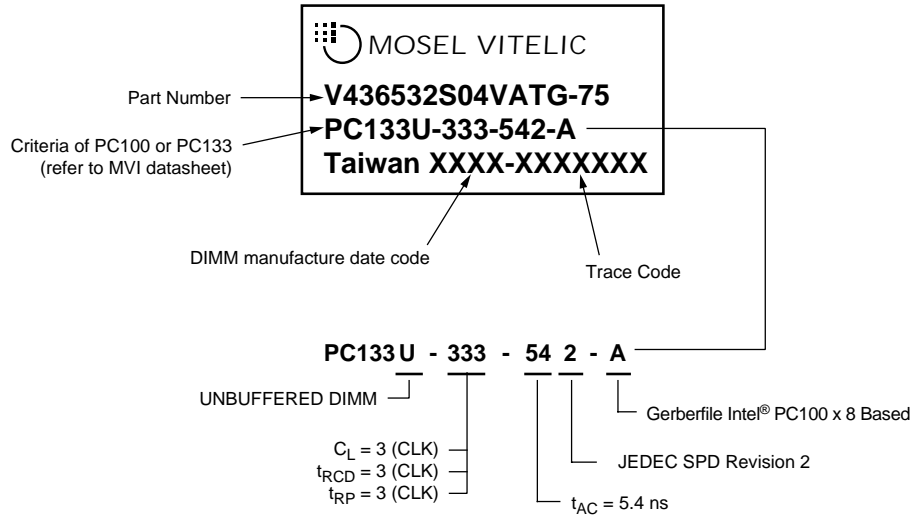 MOSEL VITELIC
Part Number
V436532S04VATG-75
Criteria of PC100 or PC133
(refer to MVI datasheet)
PC133U-333-542-A
Taiwan XXXX-XXXXXXX
DIMM manufacture date code
Trace Code
PC133 U - 333 - 54 2 - A
UNBUFFERED DIMM
Gerberfile Intel® PC100 x 8 Based
CL = 3 (CLK)
tRCD = 3 (CLK)
tRP = 3 (CLK)
JEDEC SPD Revision 2
tAC = 5.4 ns